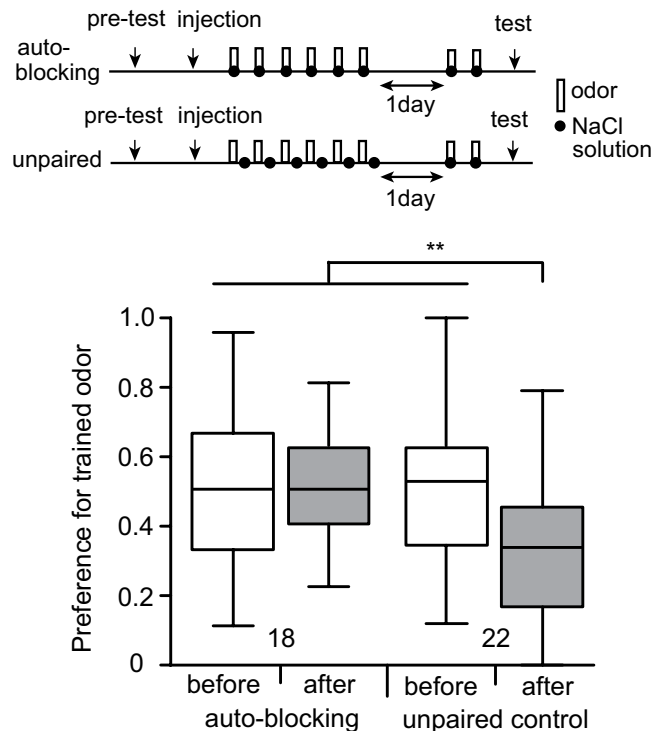 pre-test injection test
auto-
blocking
1day
odor
pre-test injection test
NaCl
solution
unpaired
1day
**
Preference for trained odor
1.0
0.8
0.6
0.4
0.2
0
18 22
before after before after
auto-blocking unpaired control